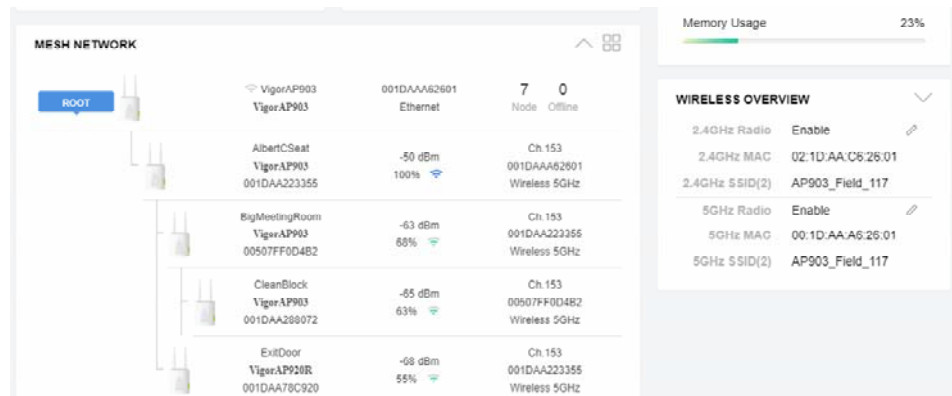 Memory Usage 23%
MESH NETWORK
ROOT
VigorAP903 001DAAA62601 7 0
VigorAP903 Ethernet Node Offline
AlbertCSeat
VigorAP903
001DAA223355
-50 dBm
100%
Ch.153
001DAAA62601
Wireless 5GHz
BigMeetingRoom
VigorAP903
00507FF0D4B2
-63 dBm
68%
Ch.153
001DAA223355
Wireless 5GHz
CleanBlock
VigorAP903
001DAA288072
-65 dBm
63%
Ch.153
00507FF0D4B2
Wireless 5GHz
ExitDoor
VigorAP920R
001DAA78C920
-68 dBm
55%
Ch.153
001DAA223355
Wireless 5GHz
WIRELESS OVERVIEW
2.4GHz Radio Enable
2.4GHz MAC 02:1D:AA:C6:26:01
2.4GHz SSID(2) AP903_Field_117
5GHz Radio Enable
5GHz MAC 00:1D:AA:A6:26:01
5GHz SSID(2) AP903_Field_117